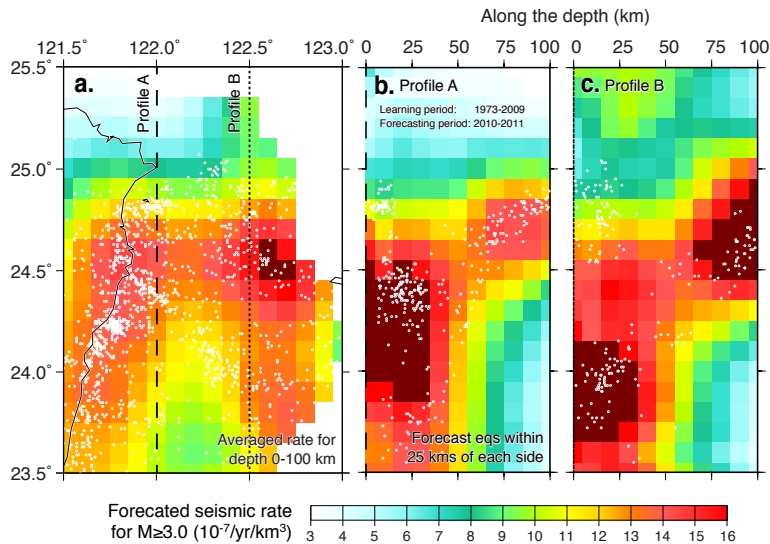 Along the depth (km)
121.5° 122.0° 122.5° 123.0° 0 25 50 75 100 0 25 50 75 100
25.5°
25.0°
24.5°
24.0°
23.5°
a.
Profile A
Profile B
Averaged rate for
depth 0-100 km
b. Profile A
Learning period: 1973-2009
Forecasting period: 2010-2011
Forecast eqs within
25 kms of each side
c. Profile B
Forecated seismic rate
for M≥3.0 (10⁻⁷/yr/km³)
3 4 5 6 7 8 9 10 11 12 13 14 15 16